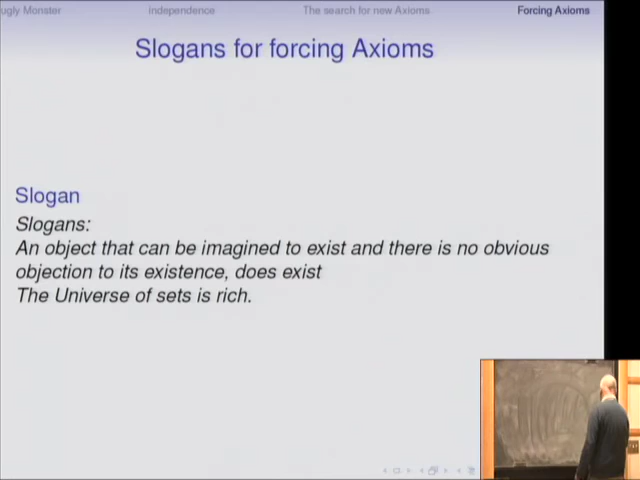 ugly Monster independence The search for new Axioms Forcing Axioms
Slogans for forcing Axioms
Slogan
Slogans:
An object that can be imagined to exist and there is no obvious
objection to its existence, does exist
The Universe of sets is rich.